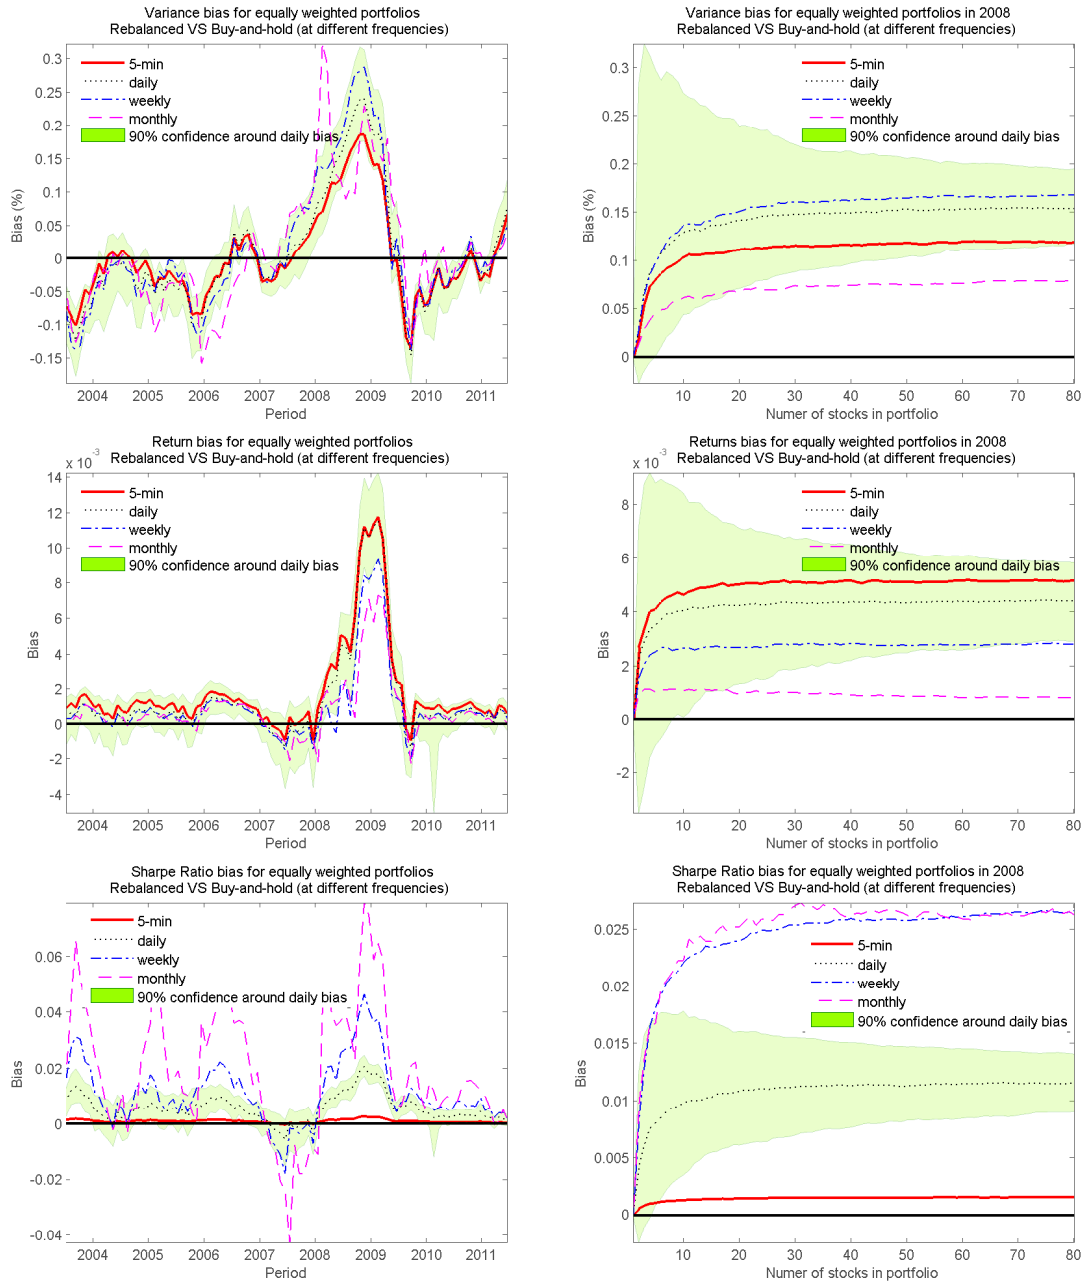 Variance bias for equally weighted portfolios
Rebalanced VS Buy-and-hold (at different frequencies)
0.3
0.25
0.2
0.15
0.1
0.05
0
-0.05
-0.1
-0.15
Bias (%)
5-min
daily
weekly
monthly
90% confidence around daily bias
2004 2005 2006 2007 2008 2009 2010 2011
Period
Variance bias for equally weighted portfolios in 2008
Rebalanced VS Buy-and-hold (at different frequencies)
0.3
0.25
0.2
0.15
0.1
0.05
0
Bias (%)
5-min
daily
weekly
monthly
90% confidence around daily bias
10 20 30 40 50 60 70 80
Numer of stocks in portfolio
Return bias for equally weighted portfolios
Rebalanced VS Buy-and-hold (at different frequencies)
x 10^-3
14
12
10
8
6
4
2
0
-2
-4
Bias
5-min
daily
weekly
monthly
90% confidence around daily bias
2004 2005 2006 2007 2008 2009 2010 2011
Period
Returns bias for equally weighted portfolios in 2008
Rebalanced VS Buy-and-hold (at different frequencies)
x 10^-3
8
6
4
2
0
-2
Bias
5-min
daily
weekly
monthly
90% confidence around daily bias
10 20 30 40 50 60 70 80
Numer of stocks in portfolio
Sharpe Ratio bias for equally weighted portfolios
Rebalanced VS Buy-and-hold (at different frequencies)
0.06
0.04
0.02
0
-0.02
-0.04
Bias
5-min
daily
weekly
monthly
90% confidence around daily bias
2004 2005 2006 2007 2008 2009 2010 2011
Period
Sharpe Ratio bias for equally weighted portfolios in 2008
Rebalanced VS Buy-and-hold (at different frequencies)
0.025
0.02
0.015
0.01
0.005
0
Bias
5-min
daily
weekly
monthly
90% confidence around daily bias
10 20 30 40 50 60 70 80
Numer of stocks in portfolio